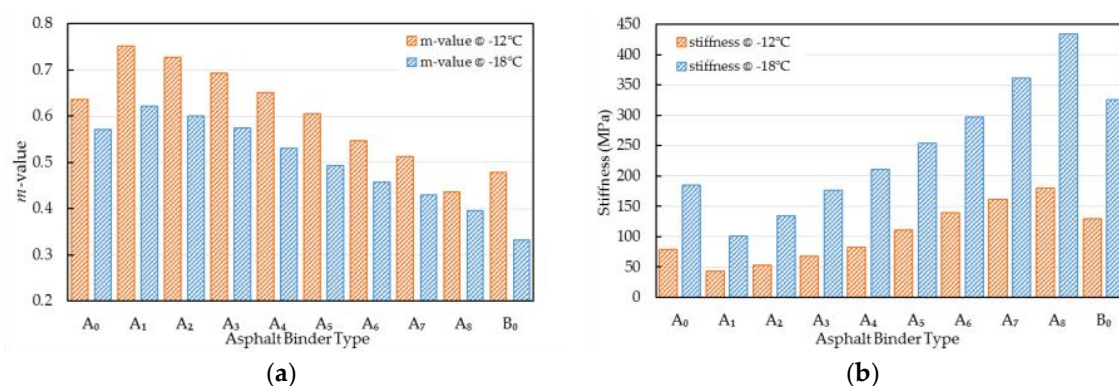 0.8
0.7
0.6
0.5
0.4
0.3
0.2
m-value
m-value @ -12°C
m-value @ -18°C
A₀ A₁ A₂ A₃ A₄ A₅ A₆ A₇ A₈ B₀
Asphalt Binder Type
(a)
450
400
350
300
250
200
150
100
50
0
Stiffness (MPa)
stiffness @ -12°C
stiffness @ -18°C
A₀ A₁ A₂ A₃ A₄ A₅ A₆ A₇ A₈ B₀
Asphalt Binder Type
(b)